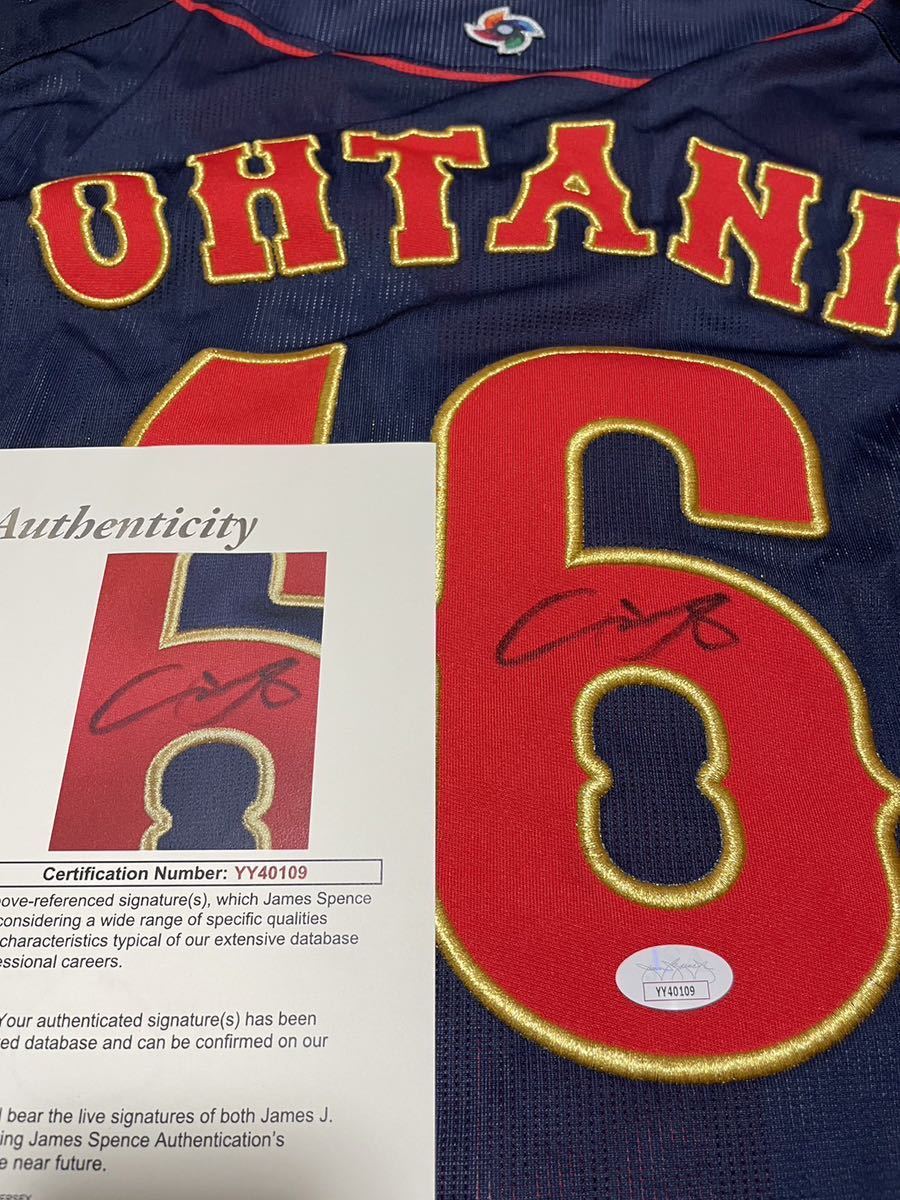 OHTANI
16
Authenticity
Certification Number: YY40109
ove-referenced signature(s), which James Spence
considering a wide range of specific qualities
characteristics typical of our extensive database
essional careers.
Your authenticated signature(s) has been
ed database and can be confirmed on our
l bear the live signatures of both James J.
ing James Spence Authentication's
e near future.
ERSEY
YY40109